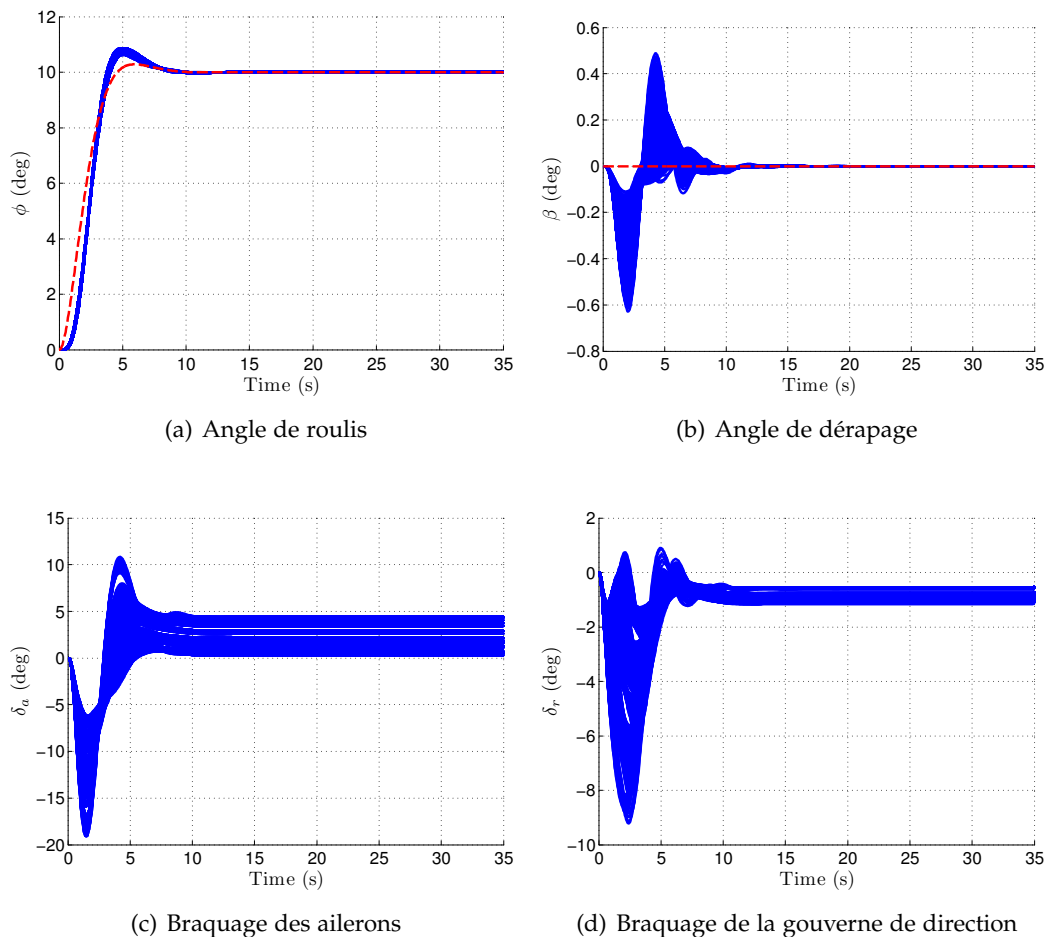 12
10
8
6
4
2
0
ϕ (deg)
0 5 10 15 20 25 30 35
Time (s)
(a) Angle de roulis
0.6
0.4
0.2
0
−0.2
−0.4
−0.6
−0.8
β (deg)
0 5 10 15 20 25 30 35
Time (s)
(b) Angle de dérapage
15
10
5
0
−5
−10
−15
−20
δa (deg)
0 5 10 15 20 25 30 35
Time (s)
(c) Braquage des ailerons
2
0
−2
−4
−6
−8
−10
δr (deg)
0 5 10 15 20 25 30 35
Time (s)
(d) Braquage de la gouverne de direction